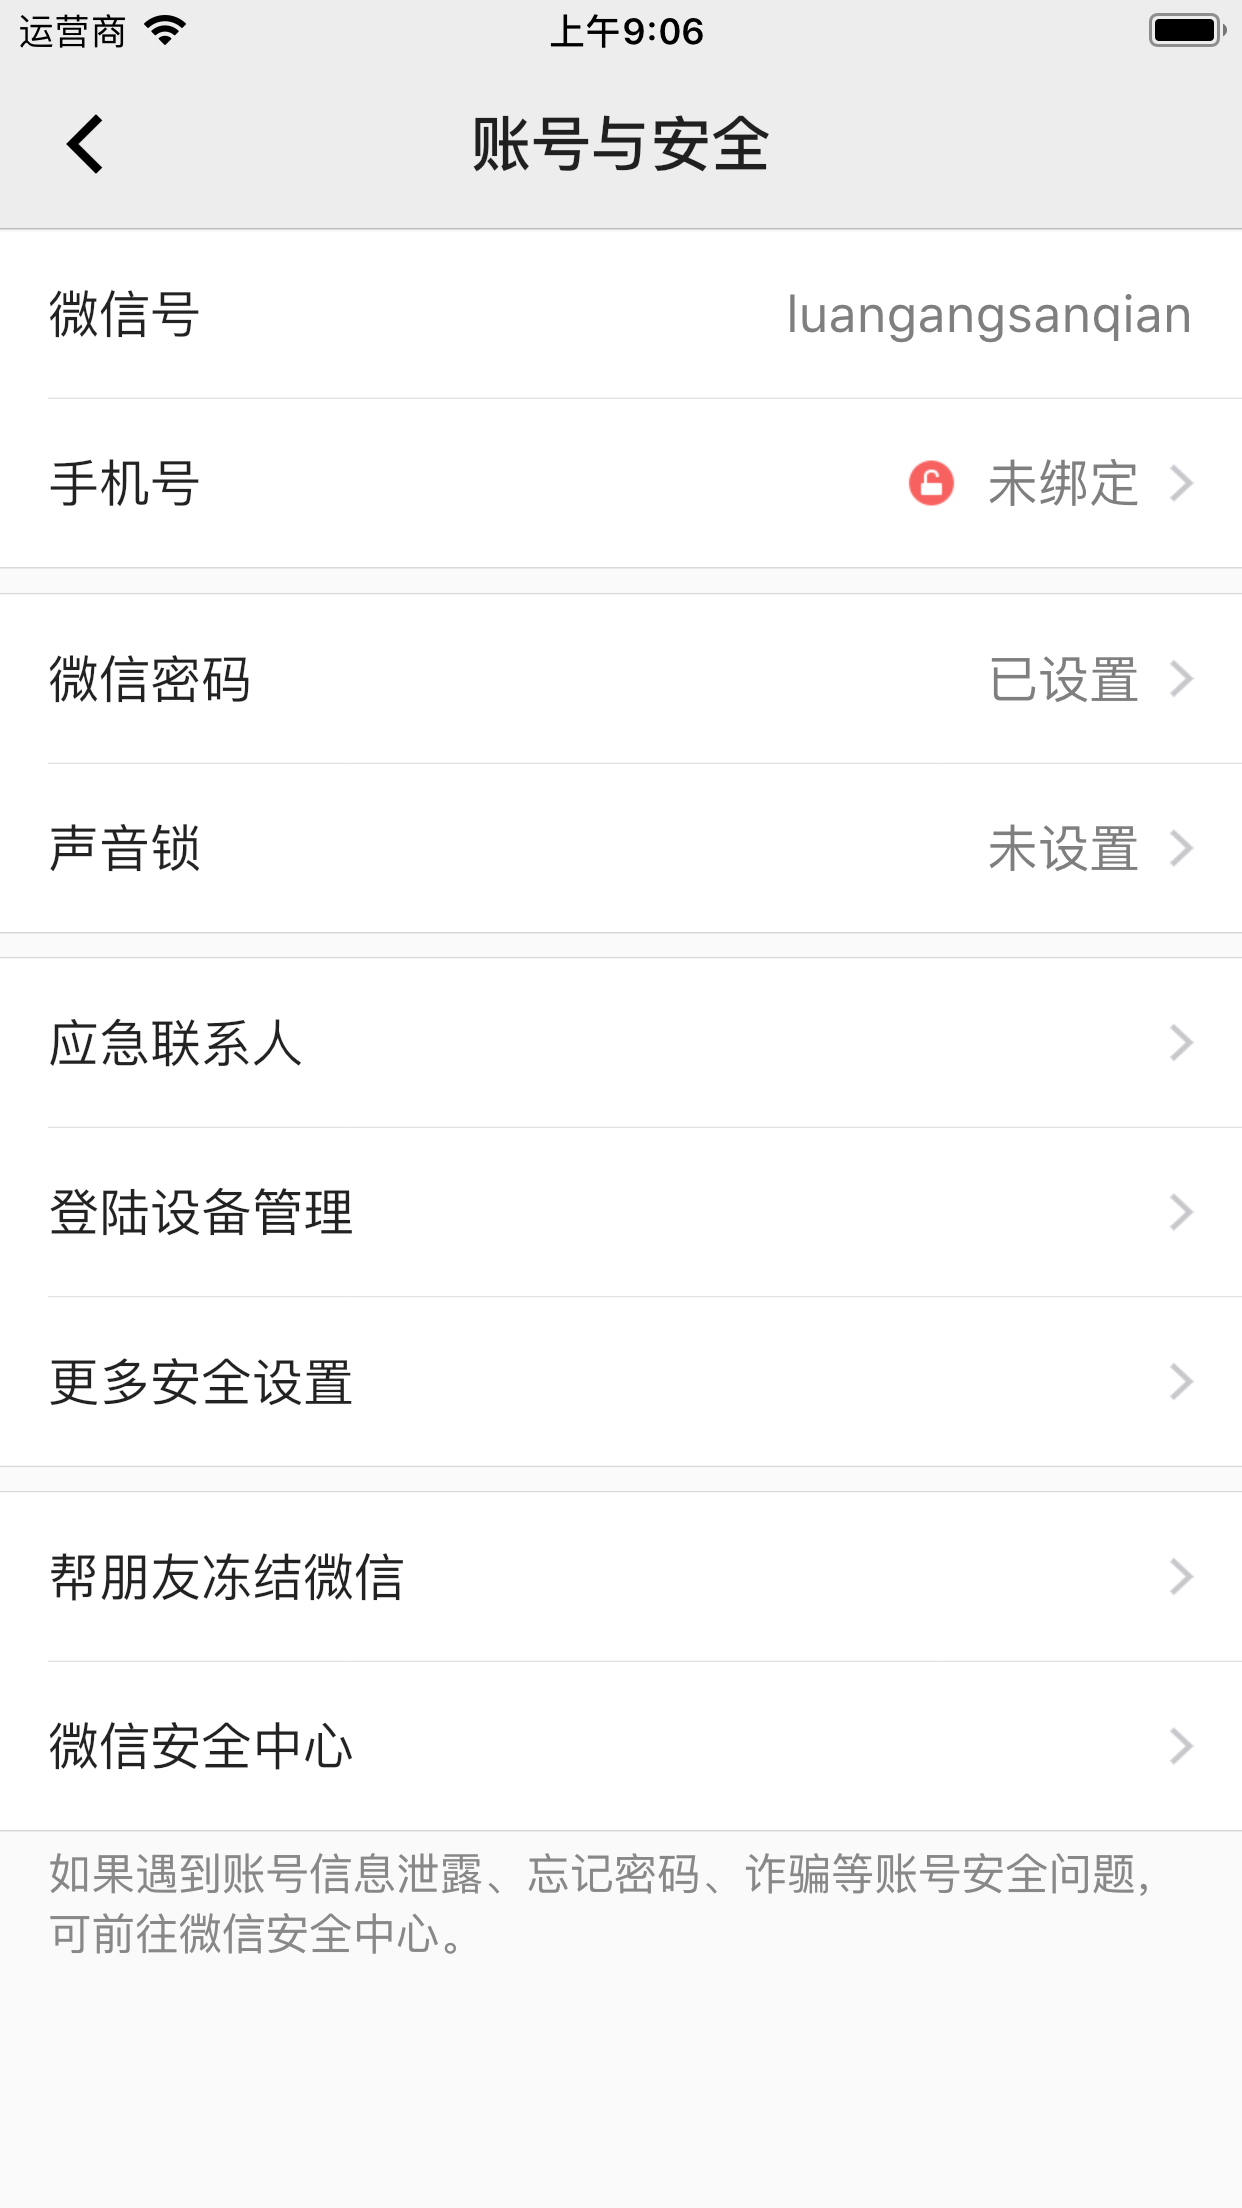 运营商 上午9:06
账号与安全
微信号 luangangsanqian
手机号 未绑定
微信密码 已设置
声音锁 未设置
应急联系人
登陆设备管理
更多安全设置
帮朋友冻结微信
微信安全中心
如果遇到账号信息泄露、忘记密码、诈骗等账号安全问题，
可前往微信安全中心。